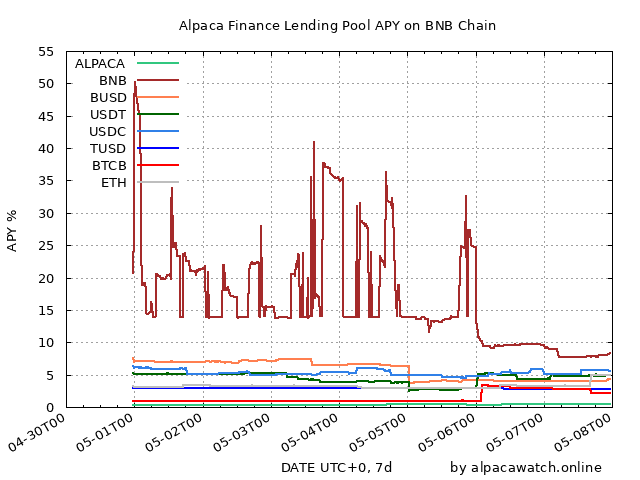 Alpaca Finance Lending Pool APY on BNB Chain
55
50
45
40
35
30
25
20
15
10
5
0
APY %
ALPACA
BNB
BUSD
USDT
USDC
TUSD
BTCB
ETH
04-30T00
05-01T00
05-02T00
05-03T00
05-04T00
05-05T00
05-06T00
05-07T00
05-08T00
DATE UTC+0, 7d
by alpacawatch.online